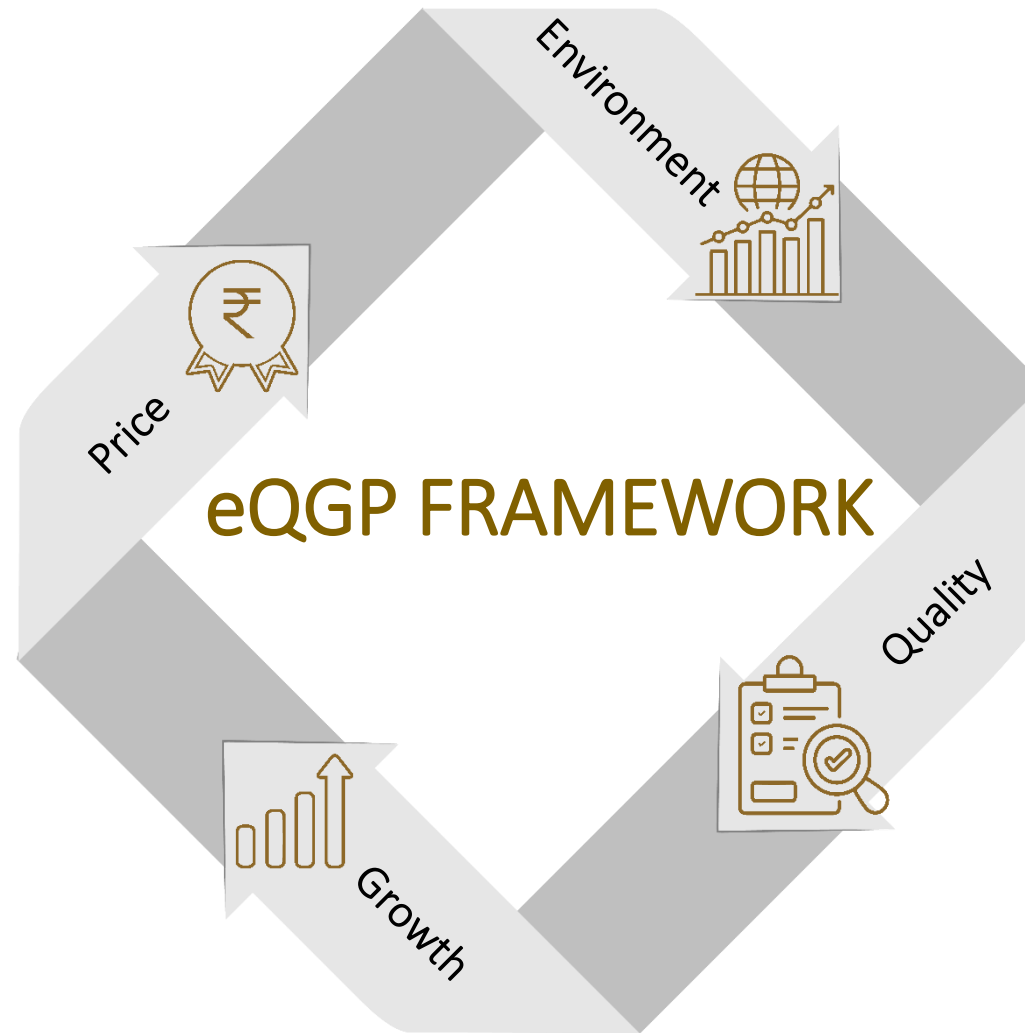 Environment
₹
Price
eQGP FRAMEWORK
Quality
Growth